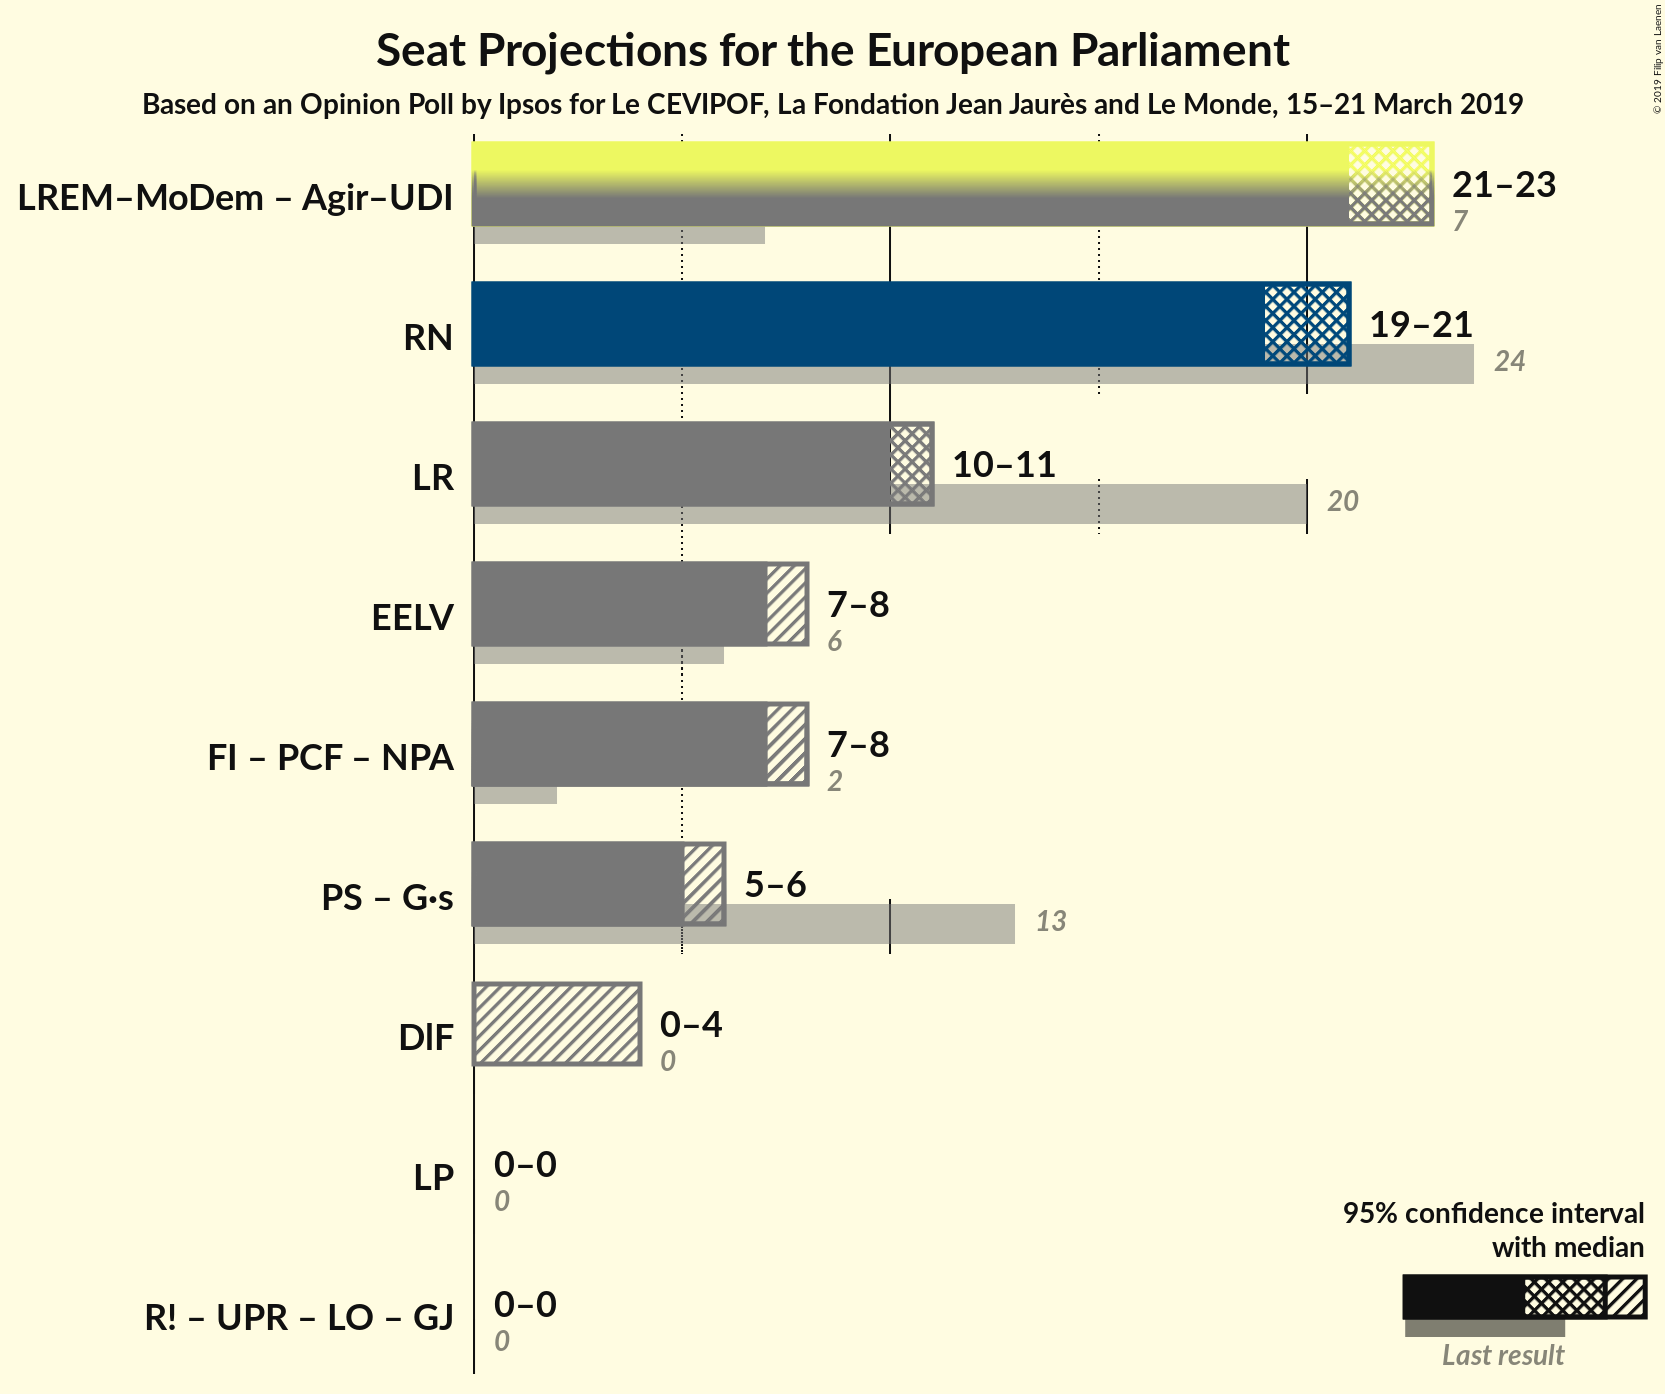 Seat Projections for the European Parliament
Based on an Opinion Poll by Ipsos for Le CEVIPOF, La Fondation Jean Jaurès and Le Monde, 15–21 March 2019
© 2019 Filip van Laenen
LREM–MoDem – Agir–UDI
21–23
7
RN
19–21
24
LR
10–11
20
EELV
7–8
6
FI – PCF – NPA
7–8
2
PS – G·s
5–6
13
DlF
0–4
0
LP
0–0
0
R! – UPR – LO – GJ
0–0
0
95% confidence interval
with median
Last result